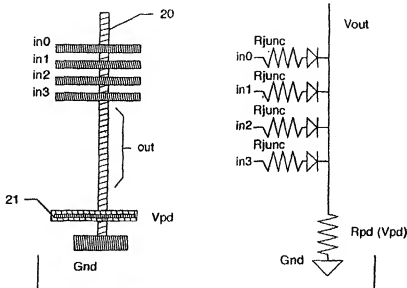 20
in0
in1
in2
in3
out
21
Vpd
Gnd
Vout
Rjunc
in0
Rjunc
in1
Rjunc
in2
Rjunc
in3
Rpd (Vpd)
Gnd